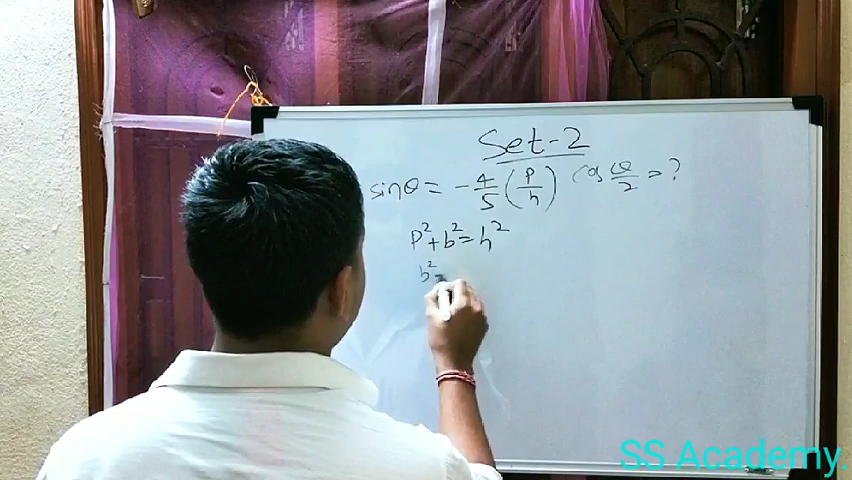 Set-2
sinθ = -4/5 (P/h) cos θ/2 = ?
P² + b² = h²
b² =
SS Academy.